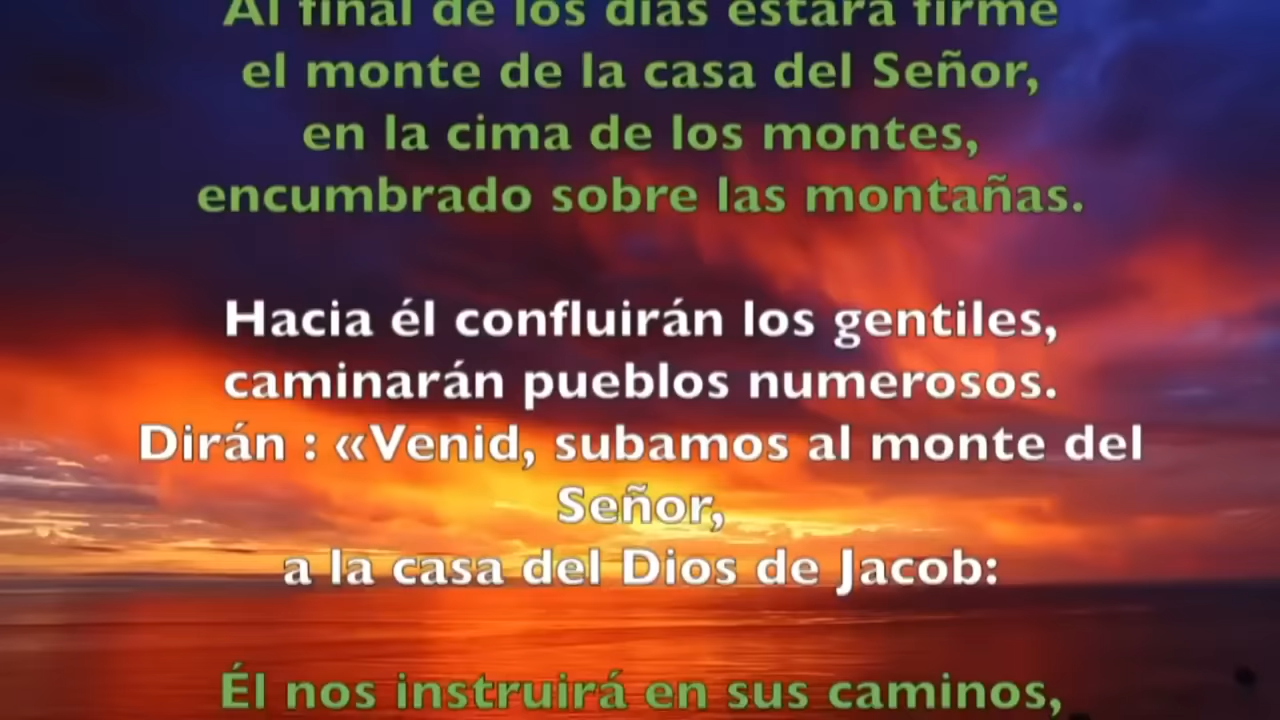 Al final de los días estará firme
el monte de la casa del Señor,
en la cima de los montes,
encumbrado sobre las montañas.
Hacia él confluirán los gentiles,
caminarán pueblos numerosos.
Dirán : «Venid, subamos al monte del
Señor,
a la casa del Dios de Jacob:
Él nos instruirá en sus caminos,